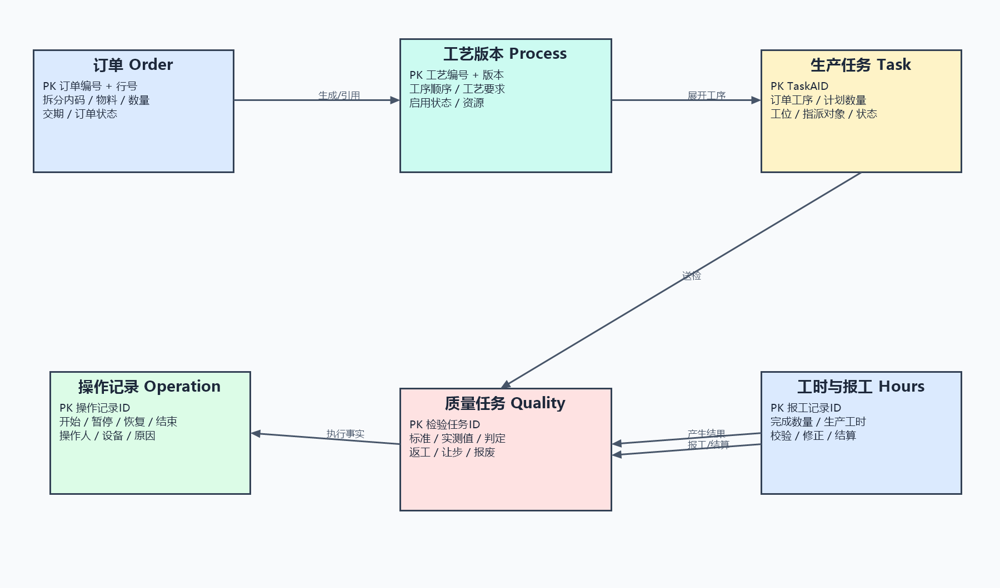 订单 Order
PK 订单编号 + 行号
拆分内码 / 物料 / 数量
交期 / 订单状态
生成/引用
工艺版本 Process
PK 工艺编号 + 版本
工序顺序 / 工艺要求
启用状态 / 资源
展开工序
生产任务 Task
PK TaskAID
订单工序 / 计划数量
工位 / 指派对象 / 状态
送检
操作记录 Operation
PK 操作记录ID
开始 / 暂停 / 恢复 / 结束
操作人 / 设备 / 原因
执行事实
质量任务 Quality
PK 检验任务ID
标准 / 实测值 / 判定
返工 / 让步 / 报废
产生结果
报工/结算
工时与报工 Hours
PK 报工记录ID
完成数量 / 生产工时
校验 / 修正 / 结算